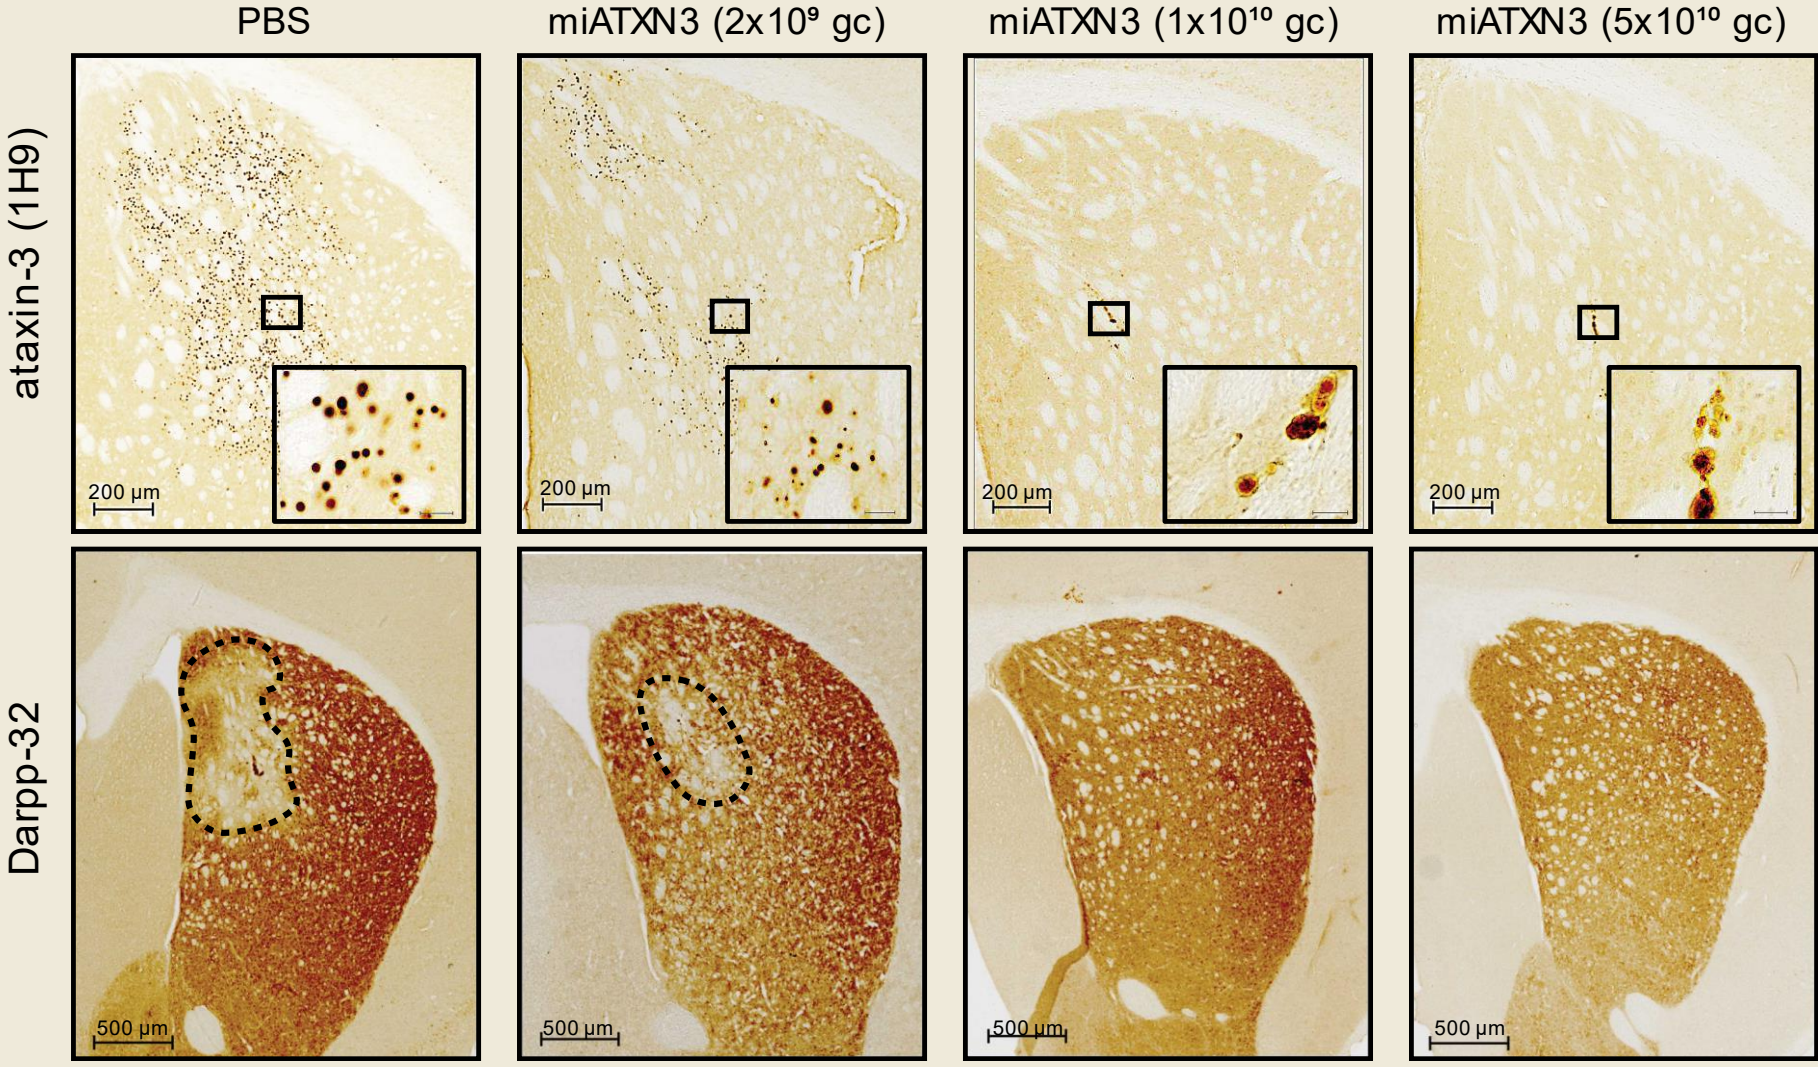 PBS
miATXN3 (2x10⁹ gc)
miATXN3 (1x10¹⁰ gc)
miATXN3 (5x10¹⁰ gc)
ataxin-3 (1H9)
200 µm
200 µm
200 µm
200 µm
Darpp-32
500 µm
500 µm
500 µm
500 µm